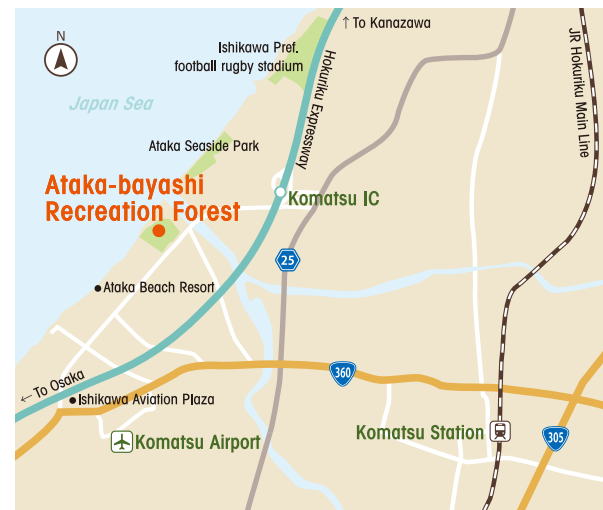 N
↑To Kanazawa
Ishikawa Pref.
football rugby stadium
Hokuriku Expressway
JR Hokuriku Main Line
Japan Sea
Ataka Seaside Park
Ataka-bayashi
Recreation Forest
Komatsu IC
25
Ataka Beach Resort
360
←To Osaka
Ishikawa Aviation Plaza
Komatsu Airport
Komatsu Station
305